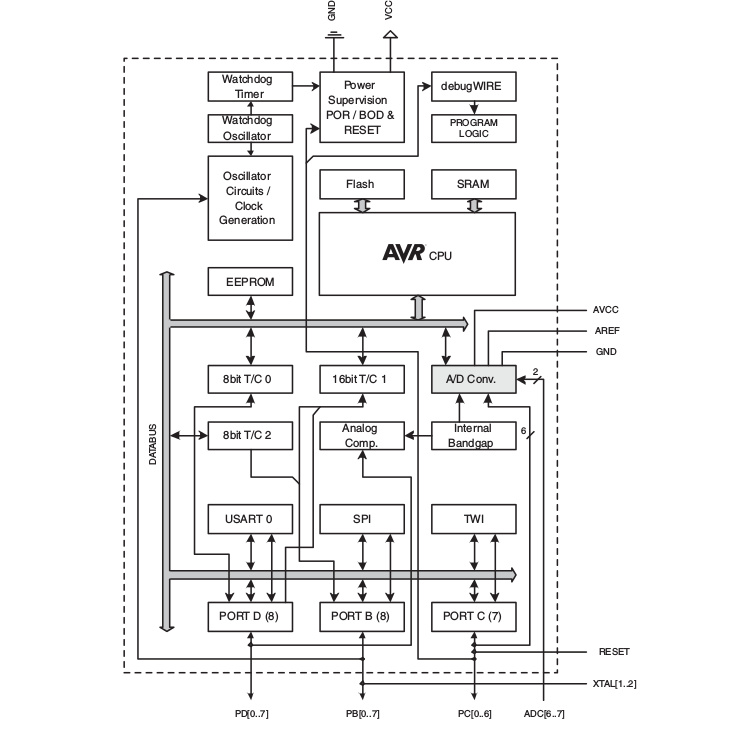 GND
VCC
Watchdog
Timer
Power
Supervision
POR / BOD &
RESET
debugWIRE
Watchdog
Oscillator
PROGRAM
LOGIC
Oscillator
Circuits /
Clock
Generation
Flash
SRAM
AVR CPU
EEPROM
AVCC
AREF
GND
8bit T/C 0
16bit T/C 1
A/D Conv.
2
DATABUS
8bit T/C 2
Analog
Comp.
Internal
Bandgap
6
USART 0
SPI
TWI
PORT D (8)
PORT B (8)
PORT C (7)
RESET
XTAL[1..2]
PD[0..7]
PB[0..7]
PC[0..6]
ADC[6..7]